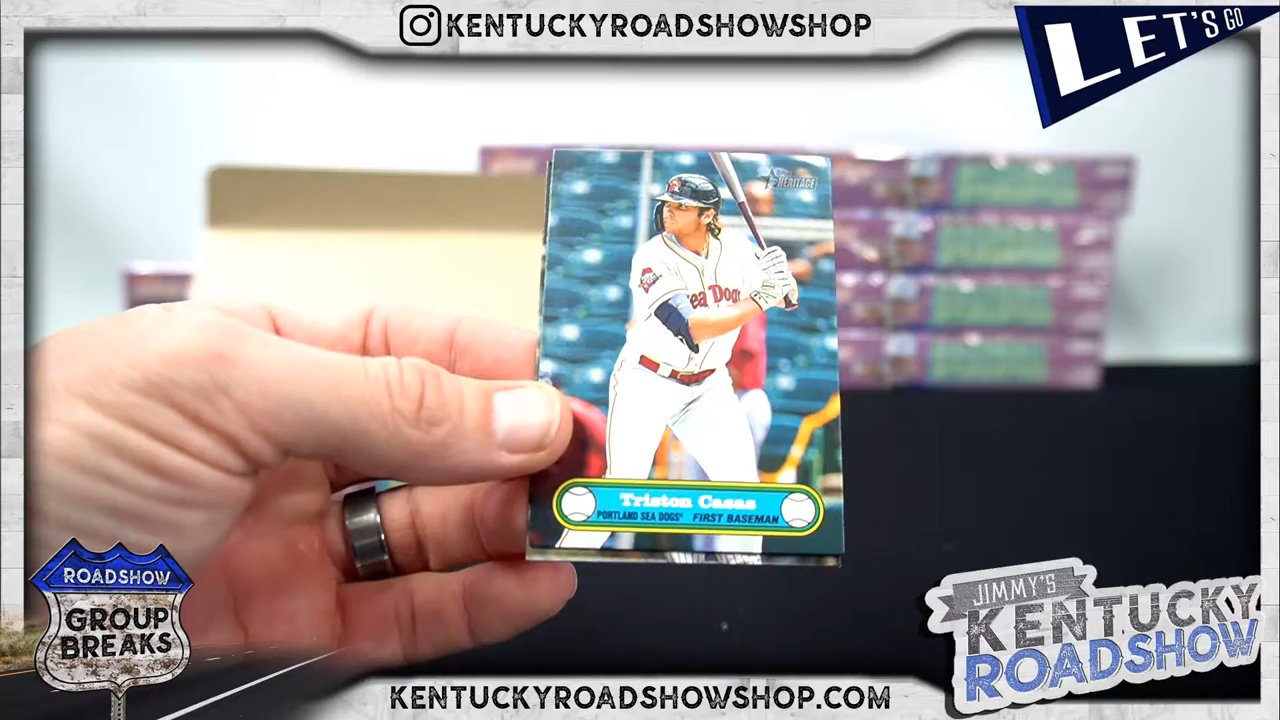 KENTUCKYROADSHOWSHOP
LET'S GO
HERITAGE
Sea Dogs
Triston Casas
PORTLAND SEA DOGS FIRST BASEMAN
ROADSHOW
GROUP
BREAKS
JIMMY'S
KENTUCKY
ROADSHOW
KENTUCKYROADSHOWSHOP.COM